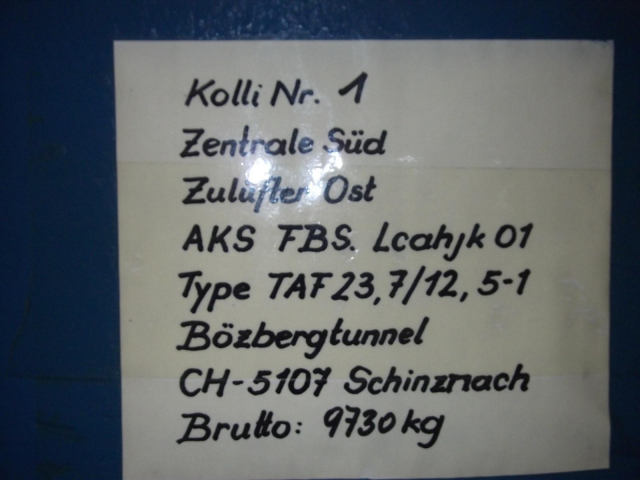 Kolli Nr. 1
Zentrale Süd
Zulüfter Ost
AKS FBS. Lcahjk 01
Type TAF 23,7/12,5-1
Bözbergtunnel
CH-5107 Schinznach
Brutto: 9730 kg